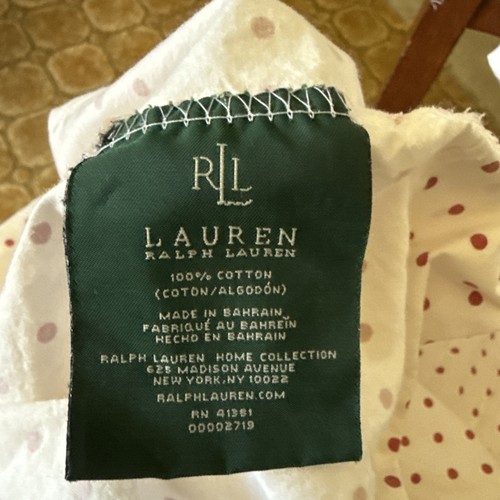 RLL
LAUREN
RALPH LAUREN
100% COTTON
(COTON/ALGODÓN)
MADE IN BAHRAIN
FABRIQUÉ AU BAHREÏN
HECHO EN BAHRAIN
RALPH LAUREN HOME COLLECTION
625 MADISON AVENUE
NEW YORK.NY 10022
RALPHLAUREN.COM
RN 41381
00002719